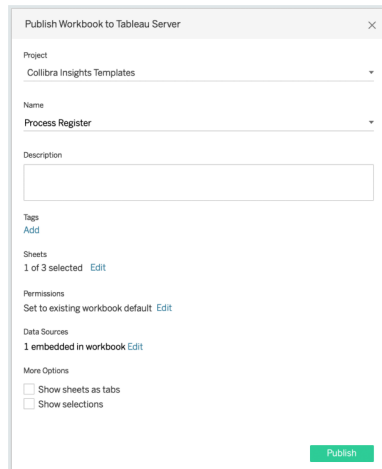 Publish Workbook to Tableau Server
Project
Collibra Insights Templates
Name
Process Register
Description
Tags
Add
Sheets
1 of 3 selected Edit
Permissions
Set to existing workbook default Edit
Data Sources
1 embedded in workbook Edit
More Options
Show sheets as tabs
Show selections
Publish